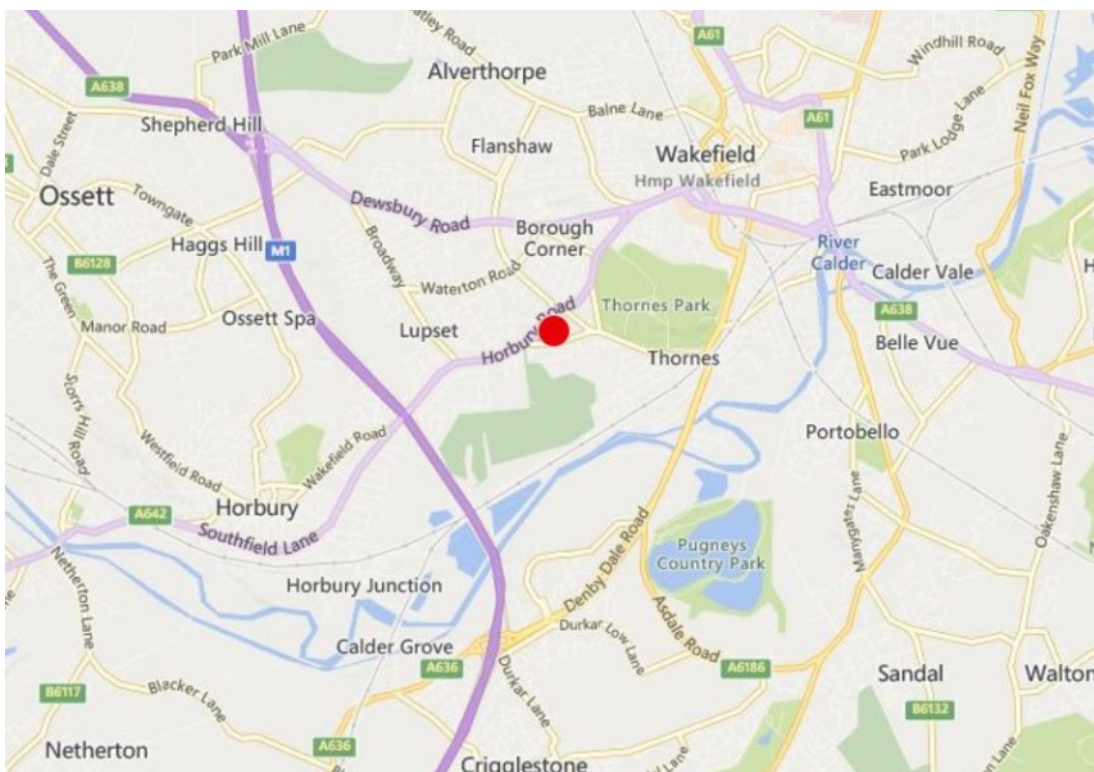 Park Mill Lane
Batley Road
A61
Windhill Road
Neil Fox Way
Alverthorpe
A638
Balne Lane
A61
Shepherd Hill
Dale Street
Flanshaw
Wakefield
Park Lodge Lane
Hmp Wakefield
Ossett
Towngate
Eastmoor
Dewsbury Road
Borough
Corner
Haggs Hill
M1
Broadway
River
Calder
B6128
The Green
Waterton Road
Calder Vale
Thornes Park
Manor Road
Ossett Spa
Lupset
Horbury Road
A638
Belle Vue
Thornes
Storrs Hill Road
Westfield Road
Wakefield Road
Portobello
Oakenshaw Lane
Manygates Lane
Horbury
A642
Southfield Lane
Pugneys
Country Park
Netherton Lane
Horbury Junction
Denby Dale Road
Asdale Road
Durkar Low Lane
Calder Grove
A636
Durkar Lane
A6186
Sandal
Walton
B6117
Blacker Lane
B6132
Netherton
A636
Crigglestone